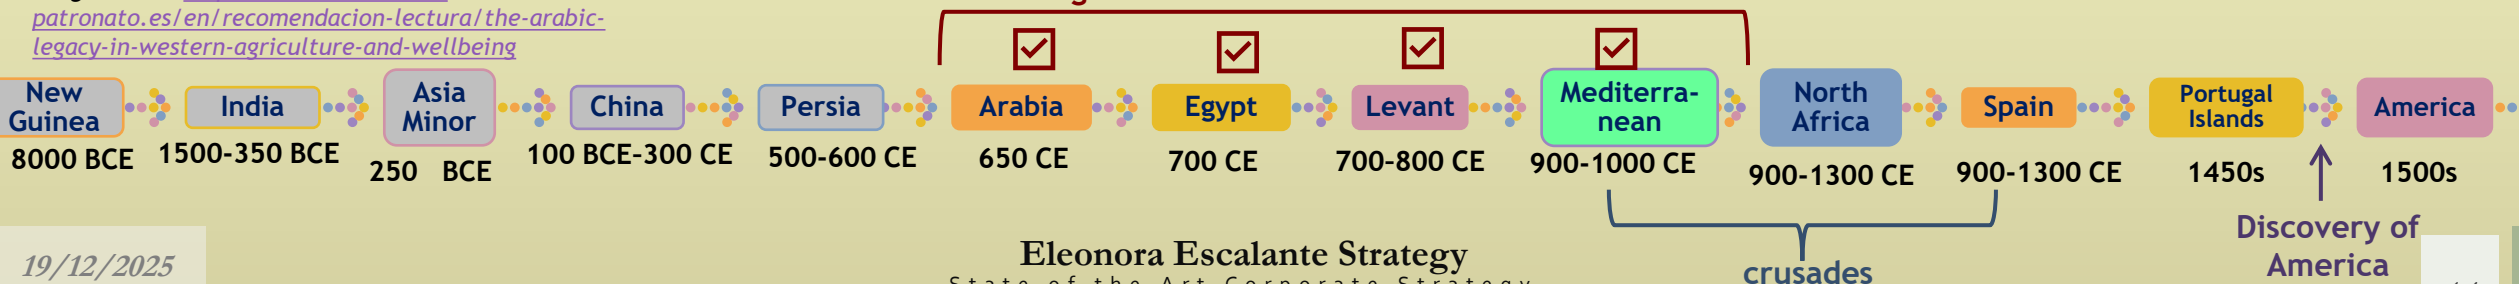 patronato.es/en/recomendacion-lectura/the-arabic-
legacy-in-western-agriculture-and-wellbeing
New
Guinea
India
Asia
Minor
China
Persia
Arabia
Egypt
Levant
Mediterra-
nean
North
Africa
Spain
Portugal
Islands
America
8000 BCE
1500-350 BCE
250 BCE
100 BCE-300 CE
500-600 CE
650 CE
700 CE
700-800 CE
900-1000 CE
900-1300 CE
900-1300 CE
1450s
1500s
Discovery of
America
crusades
19/12/2025
Eleonora Escalante Strategy
State of the Art Corporate Strategy